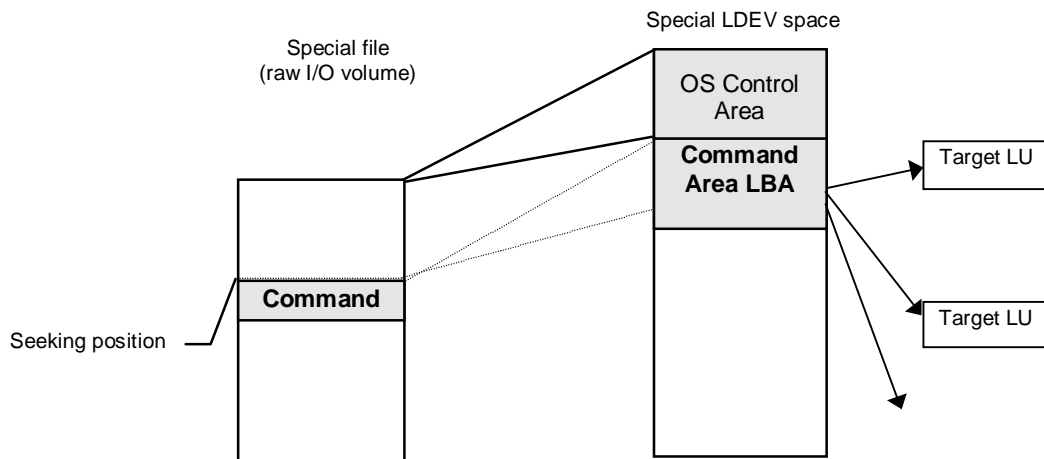 Special LDEV space
Special file
(raw I/O volume)
OS Control
Area
Command
Area LBA
Target LU
Command
Target LU
Seeking position